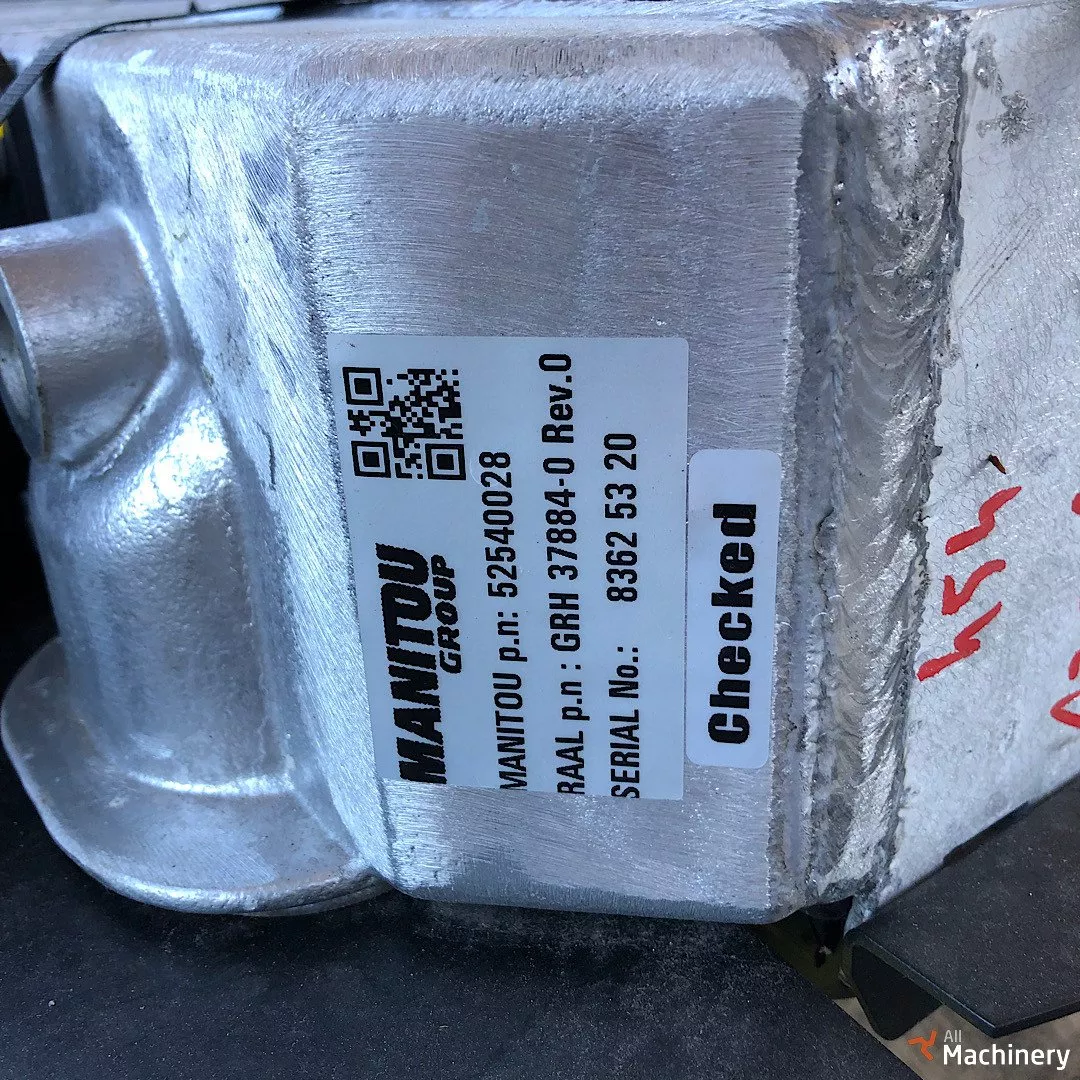 MANITOU
GROUP
MANITOU p.n: 52540028
RAAL p.n : GRH 37884-0 Rev.0
SERIAL No.: 8362 53 20
Checked
All
Machinery